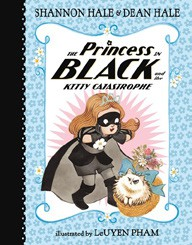 SHANNON HALE & DEAN HALE
THE Princess IN
BLACK and the
KITTY CATASTROPHE
illustrated by LeUYEN PHAM